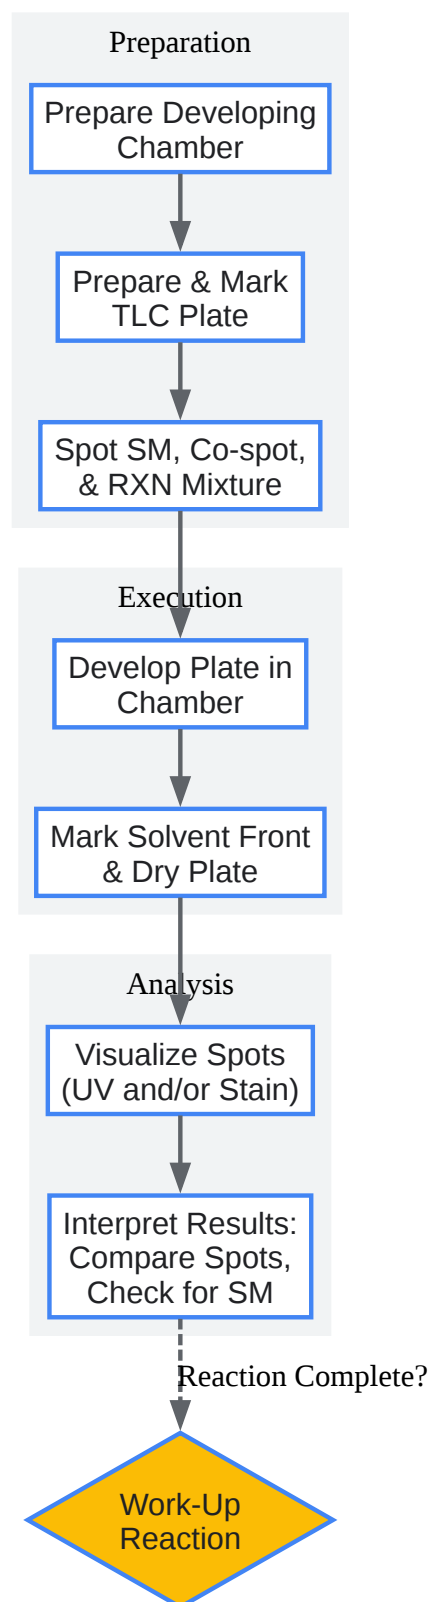 Preparation
Prepare Developing
Chamber
Prepare & Mark
TLC Plate
Spot SM, Co-spot,
& RXN Mixture
Execution
Develop Plate in
Chamber
Mark Solvent Front
& Dry Plate
Analysis
Visualize Spots
(UV and/or Stain)
Interpret Results:
Compare Spots,
Check for SM
Reaction Complete?
Work-Up
Reaction